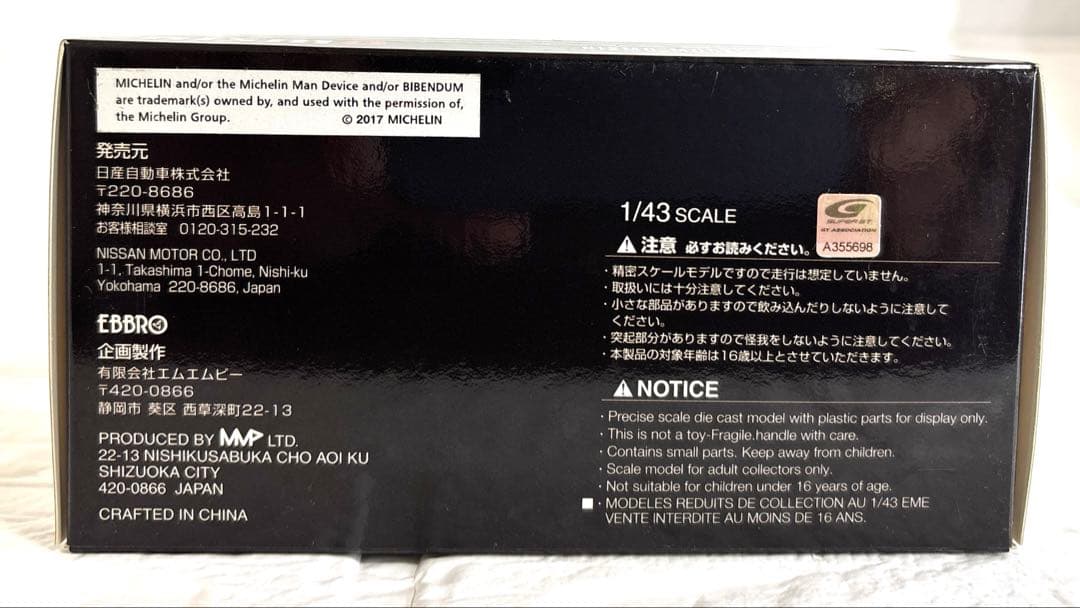 MICHELIN and/or the Michelin Man Device and/or BIBENDUM
are trademark(s) owned by, and used with the permission of,
the Michelin Group. © 2017 MICHELIN
発売元
日産自動車株式会社
〒220-8686
神奈川県横浜市西区高島1-1-1
お客様相談室 0120-315-232
NISSAN MOTOR CO., LTD
1-1, Takashima 1-Chome, Nishi-ku
Yokohama 220-8686, Japan
EBBRO
企画製作
有限会社エムエムピー
〒420-0866
静岡市 葵区 西草深町22-13
PRODUCED BY MMP LTD.
22-13 NISHIKUSABUKA CHO AOI KU
SHIZUOKA CITY
420-0866 JAPAN
CRAFTED IN CHINA
1/43 SCALE
SUPER GT
GT ASSOCIATION
A355698
注意 必ずお読みください。
・精密スケールモデルですので走行は想定していません。
・取扱いには十分注意してください。
・小さな部品がありますので飲み込んだりしないように注意して
ください。
・突起部分がありますので怪我をしないように注意してください。
・本製品の対象年齢は16歳以上とさせていただきます。
NOTICE
・Precise scale die cast model with plastic parts for display only.
・This is not a toy-Fragile.handle with care.
・Contains small parts. Keep away from children.
・Scale model for adult collectors only.
・Not suitable for children under 16 years of age.
・MODELES REDUITS DE COLLECTION AU 1/43 EME
VENTE INTERDITE AU MOINS DE 16 ANS.